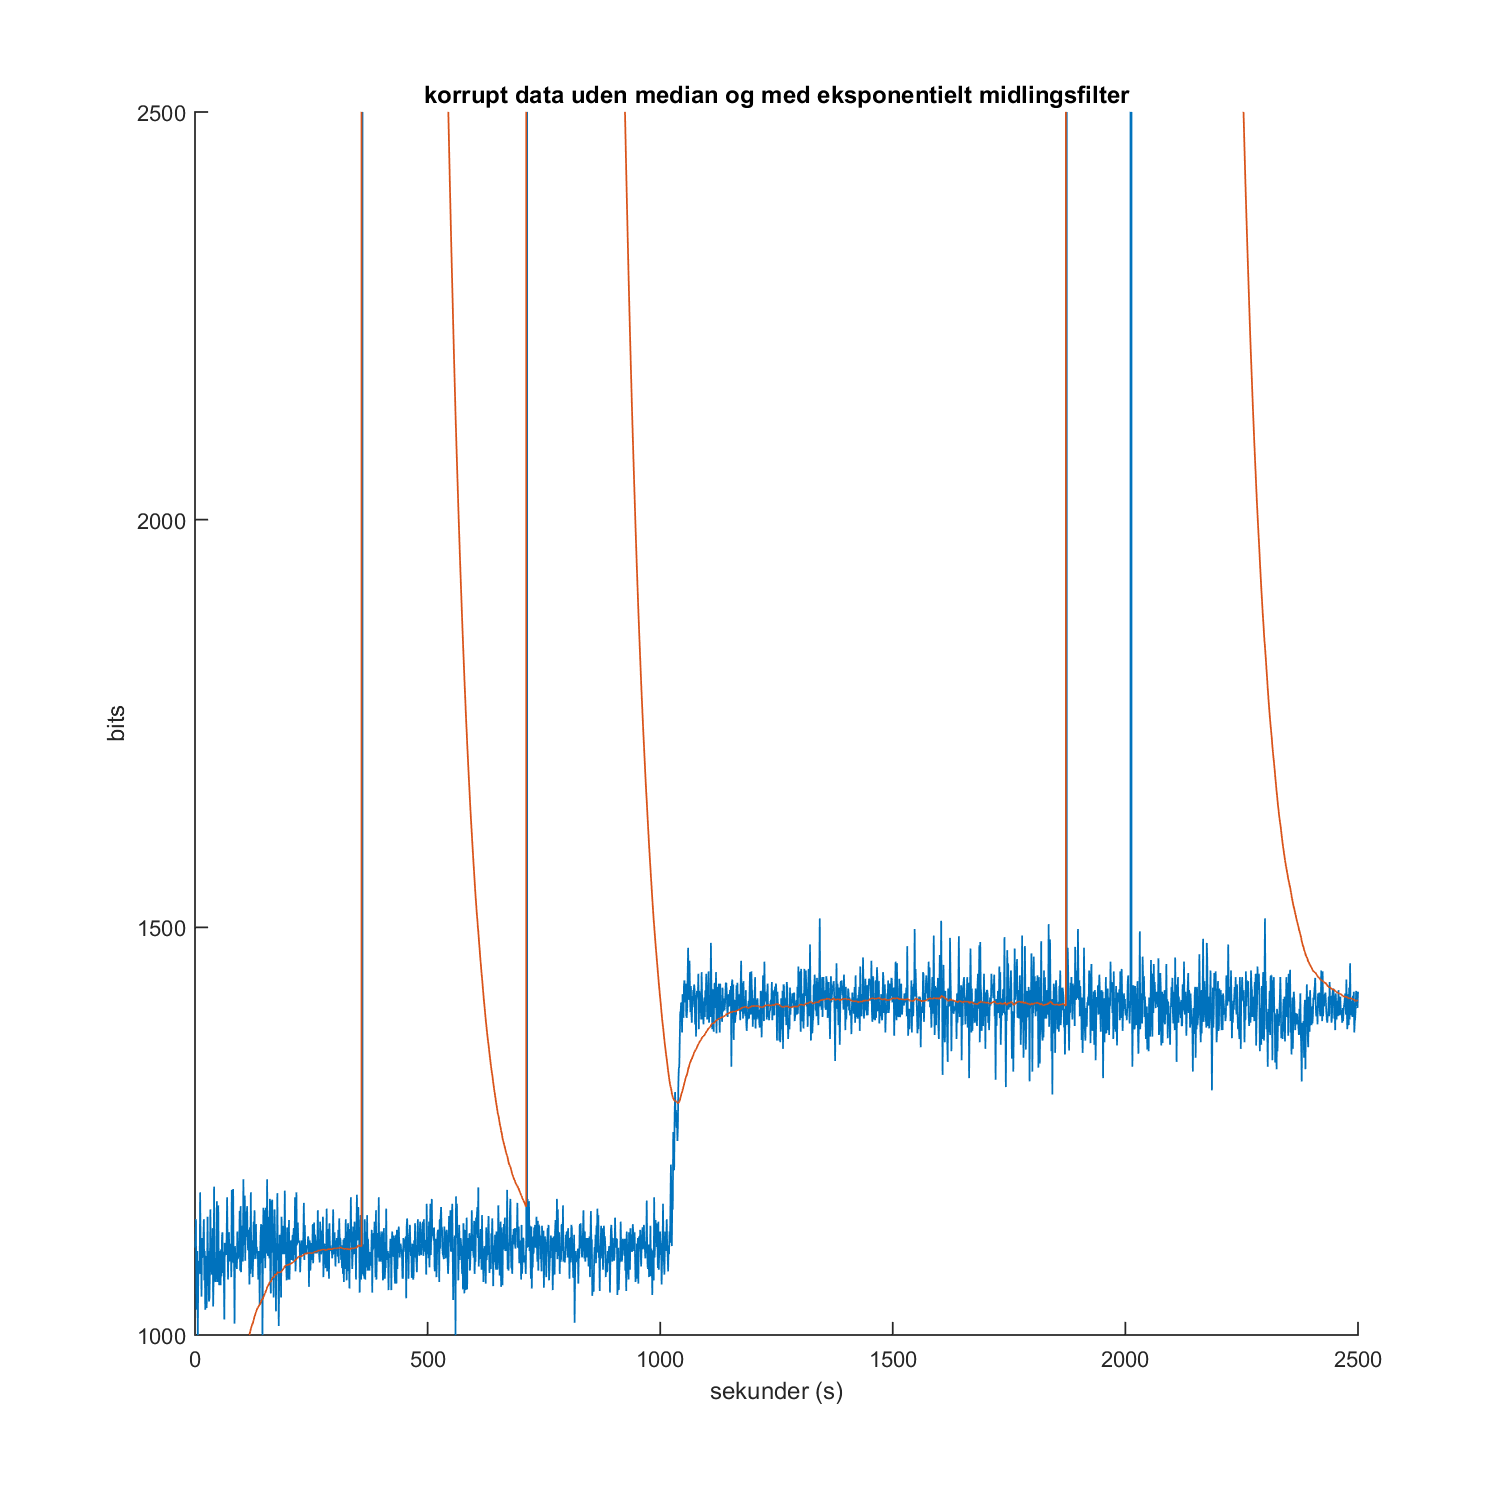 korrupt data uden median og med eksponentielt midlingsfilter
2500
2000
1500
1000
bits
0 500 1000 1500 2000 2500
sekunder (s)